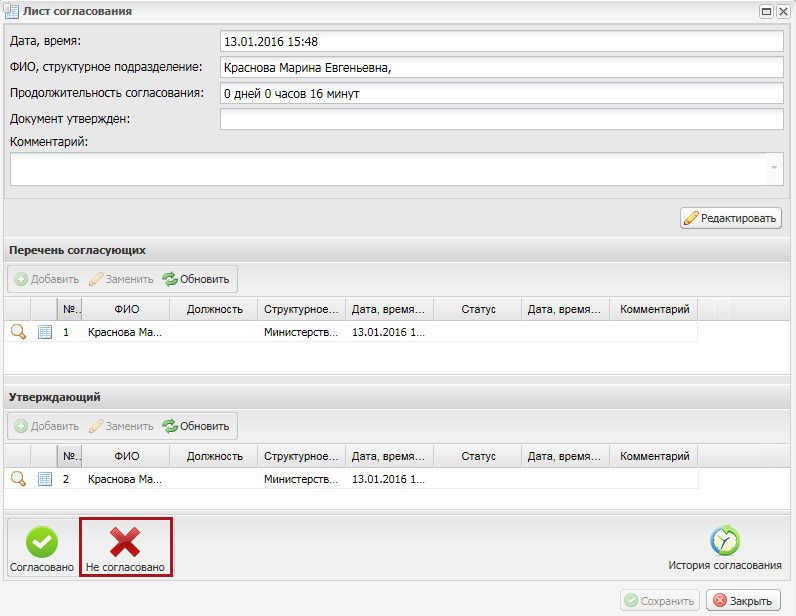 Лист согласования
Дата, время: 13.01.2016 15:48
ФИО, структурное подразделение: Краснова Марина Евгеньевна,
Продолжительность согласования: 0 дней 0 часов 16 минут
Документ утвержден:
Комментарий:
Редактировать
Перечень согласующих
Добавить Заменить Обновить
№.. ФИО Должность Структурное... Дата, время... Статус Дата, время... Комментарий
1 Краснова Ма... Министерств... 13.01.2016 1...
Утверждающий
Добавить Заменить Обновить
№.. ФИО Должность Структурное... Дата, время... Статус Дата, время... Комментарий
2 Краснова Ма... Министерств... 13.01.2016 1...
Согласовано Не согласовано История согласования
Сохранить Закрыть